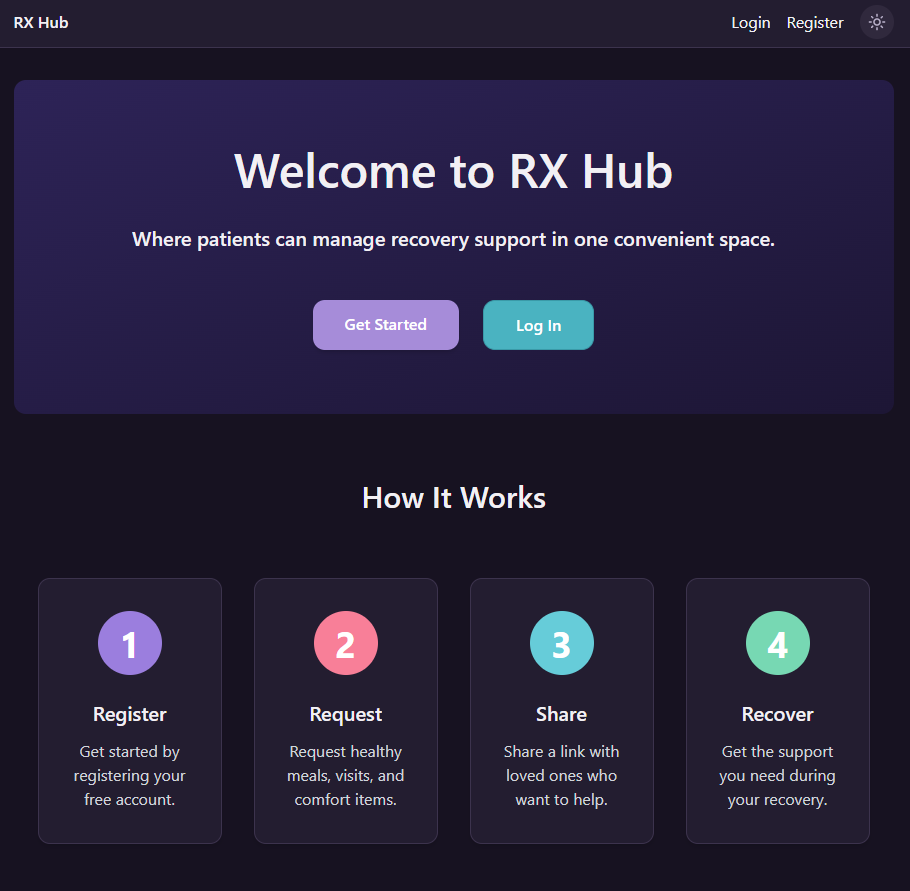 RX Hub
Login Register
Welcome to RX Hub
Where patients can manage recovery support in one convenient space.
Get Started
Log In
How It Works
1
Register
Get started by
registering your
free account.
2
Request
Request healthy
meals, visits, and
comfort items.
3
Share
Share a link with
loved ones who
want to help.
4
Recover
Get the support
you need during
your recovery.